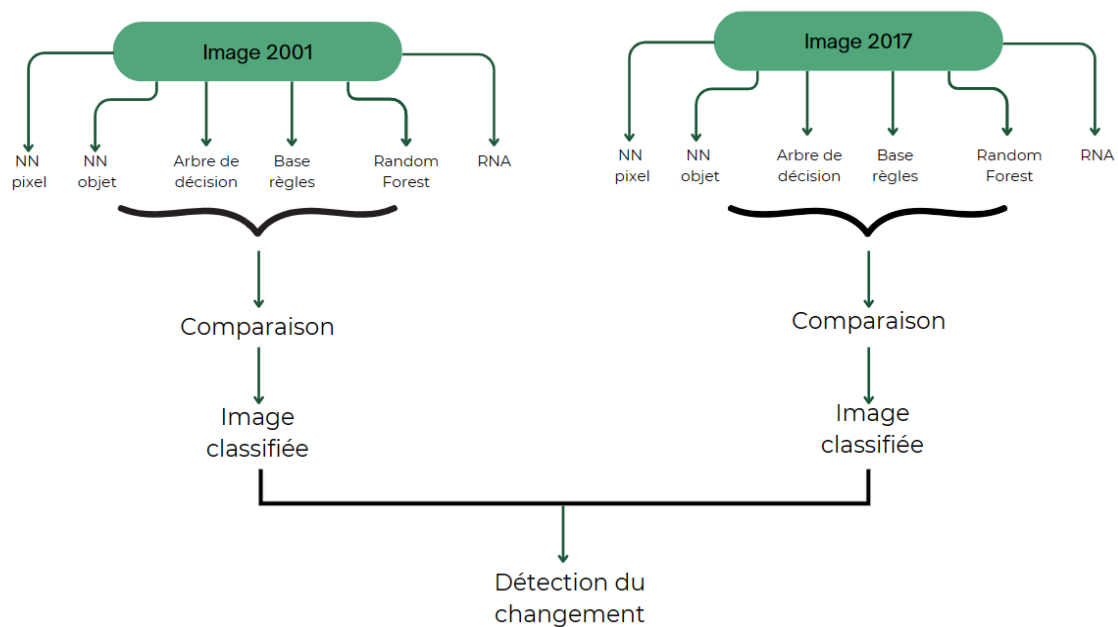 Image 2001
Image 2017
NN
pixel
NN
objet
Arbre de
décision
Base
règles
Random
Forest
RNA
NN
pixel
NN
objet
Arbre de
décision
Base
règles
Random
Forest
RNA
Comparaison
Comparaison
Image
classifiée
Image
classifiée
Détection du
changement